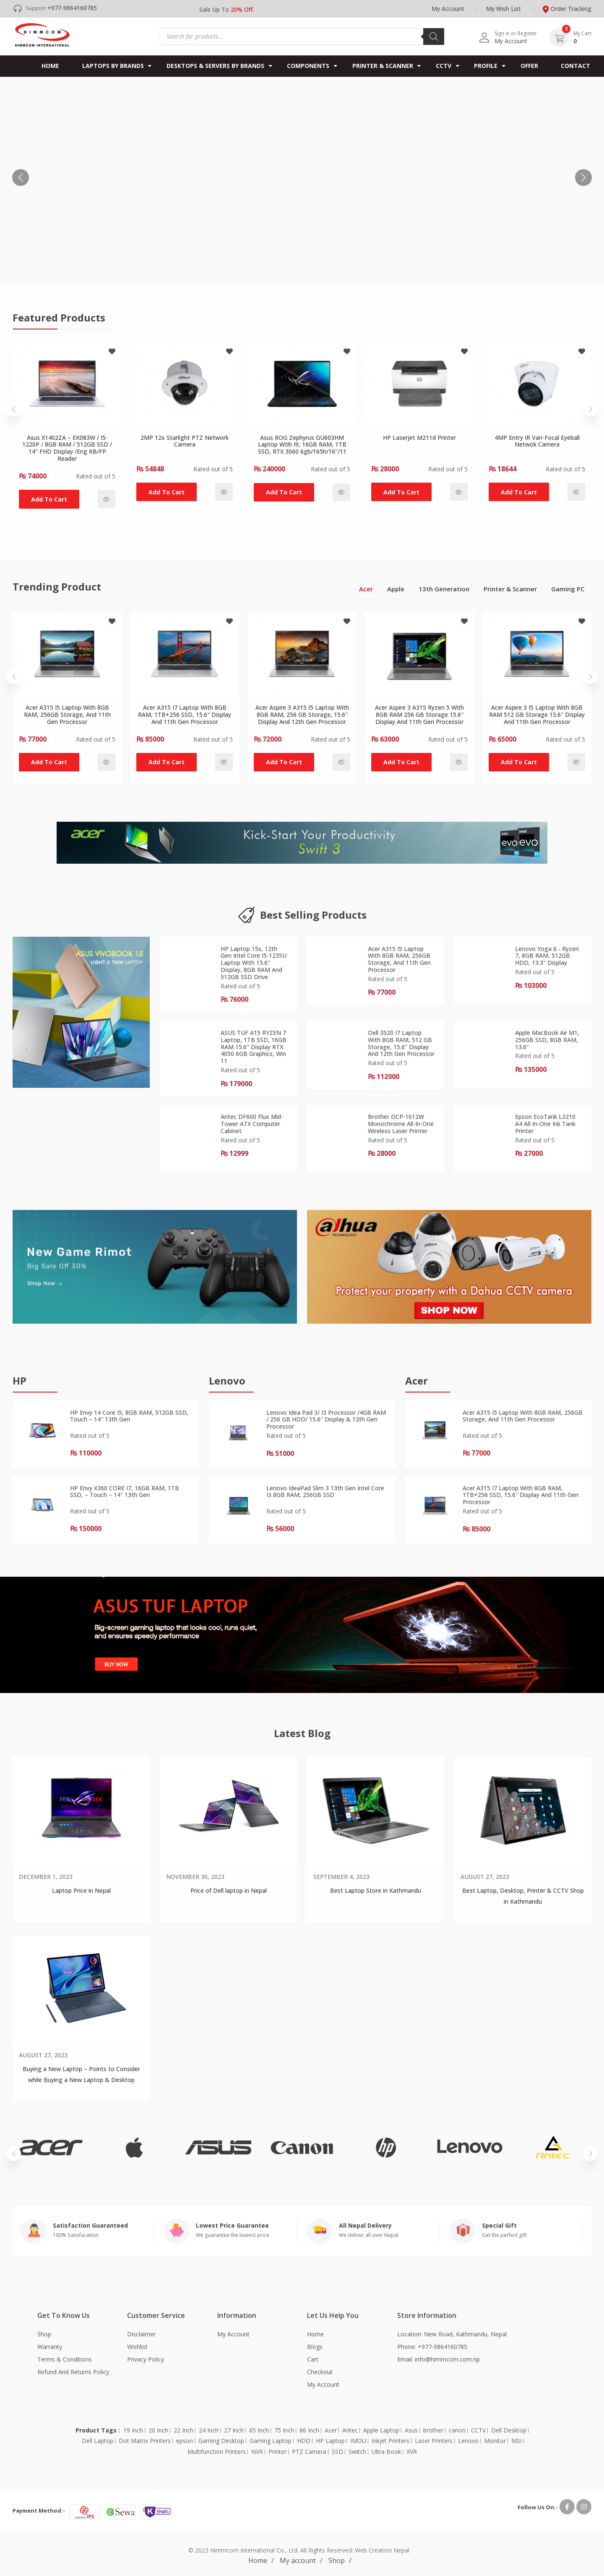 Support: +977-9864160785
Sale Up To 20% Off.
My Account / My Wish List / Order Tracking
HIMMCOM
HIMMCOM INTERNATIONAL
Search for products...
Sign in or Register
My Account
0
My Cart
0
HOME LAPTOPS BY BRANDS DESKTOPS & SERVERS BY BRANDS COMPONENTS PRINTER & SCANNER CCTV PROFILE OFFER CONTACT
Featured Products
Asus X1402ZA – EK083W / I5-1220P / 8GB RAM / 512GB SSD / 14″ FHD Display /Eng KB/FP Reader
₨ 74000 Rated out of 5
Add To Cart
2MP 12x Starlight PTZ Network Camera
₨ 54848 Rated out of 5
Add To Cart
Asus ROG Zephyrus GU603HM Laptop Wtih I9, 16GB RAM, 1TB SSD, RTX 3060 6gb/165h/16″/11
₨ 240000 Rated out of 5
Add To Cart
HP Laserjet M211d Printer
₨ 28000 Rated out of 5
Add To Cart
4MP Entry IR Vari-Focal Eyeball Netwok Camera
₨ 18644 Rated out of 5
Add To Cart
Trending Product
Acer Apple 13th Generation Printer & Scanner Gaming PC
Acer A315 I5 Laptop With 8GB RAM, 256GB Storage, And 11th Gen Processor
₨ 77000 Rated out of 5
Add To Cart
Acer A315 I7 Laptop With 8GB RAM, 1TB+256 SSD, 15.6″ Display And 11th Gen Processor
₨ 85000 Rated out of 5
Add To Cart
Acer Aspire 3 A315 I5 Laptop With 8GB RAM, 256 GB Storage, 15.6″ Display And 12th Gen Processor
₨ 72000 Rated out of 5
Add To Cart
Acer Aspire 3 A315 Ryzen 5 With 8GB RAM 256 GB Storage 15.6″ Display And 11th Gen Processor
₨ 63000 Rated out of 5
Add To Cart
Acer Aspire 3 I5 Laptop With 8GB RAM 512 GB Storage 15.6″ Display And 11th Gen Processor
₨ 65000 Rated out of 5
Add To Cart
acer
Kick-Start Your Productivity
Swift 3
evo evo
Best Selling Products
ASUS VIVOBOOK 15
LIGHT & THIN LAPTOP
HP Laptop 15s, 12th Gen Intel Core I5-1235U Laptop With 15.6″ Display, 8GB RAM And 512GB SSD Drive
Rated out of 5
₨ 76000
Acer A315 I5 Laptop With 8GB RAM, 256GB Storage, And 11th Gen Processor
Rated out of 5
₨ 77000
Lenovo Yoga 6 - Ryzen 7, 8GB RAM, 512GB HDD, 13.3″ Display
Rated out of 5
₨ 103000
ASUS TUF A15 RYZEN 7 Laptop, 1TB SSD, 16GB RAM 15.6″ Display RTX 4050 6GB Graphics, Win 11
Rated out of 5
₨ 179000
Dell 3520 I7 Laptop With 8GB RAM, 512 GB Storage, 15.6″ Display And 12th Gen Processor
Rated out of 5
₨ 112000
Apple MacBook Air M1, 256GB SSD, 8GB RAM, 13.6″
Rated out of 5
₨ 135000
Antec DF600 Flux Mid-Tower ATX Computer Cabinet
Rated out of 5
₨ 12999
Brother DCP-1612W Monochrome All-In-One Wireless Laser Printer
Rated out of 5
₨ 28000
Epson EcoTank L3210 A4 All-In-One Ink Tank Printer
Rated out of 5
₨ 27000
New Game Rimot
Big Sale Off 30%
Shop Now →
alhua
TECHNOLOGY
Protect your property with a Dahua CCTV camera
SHOP NOW
HP
HP Envy 14 Core I5, 8GB RAM, 512GB SSD, Touch – 14″ 13th Gen
Rated out of 5
₨ 110000
HP Envy X360 CORE I7, 16GB RAM, 1TB SSD, – Touch – 14″ 13th Gen
Rated out of 5
₨ 150000
Lenovo
Lenovo Idea Pad 3/ I3 Processor /4GB RAM / 256 GB HDD/ 15.6″ Display & 12th Gen Processor
Rated out of 5
₨ 51000
Lenovo IdeaPad Slim 3 13th Gen Intel Core I3 8GB RAM, 256GB SSD
Rated out of 5
₨ 56000
Acer
Acer A315 I5 Laptop With 8GB RAM, 256GB Storage, And 11th Gen Processor
Rated out of 5
₨ 77000
Acer A315 I7 Laptop With 8GB RAM, 1TB+256 SSD, 15.6″ Display And 11th Gen Processor
Rated out of 5
₨ 85000
ASUS TUF LAPTOP
Big-screen gaming laptop that looks cool, runs quiet, and ensures speedy performance
BUY NOW
Latest Blog
DECEMBER 1, 2023
Laptop Price in Nepal
NOVEMBER 30, 2023
Price of Dell laptop in Nepal
SEPTEMBER 4, 2023
Best Laptop Store in Kathmandu
AUGUST 27, 2023
Best Laptop, Desktop, Printer & CCTV Shop in Kathmandu
AUGUST 27, 2023
Buying a New Laptop – Points to Consider while Buying a New Laptop & Desktop
acer ASUS Canon hp Lenovo ANTEC
Satisfaction Guaranteed
100% Satisfacation
Lowest Price Guarantee
We guarantee the lowest price
All Nepal Delivery
We deliver all over Nepal
Special Gift
Get the perfect gift
Get To Know Us
Shop
Warranty
Terms & Conditions
Refund And Returns Policy
Customer Service
Disclaimer
Wishlist
Privacy Policy
Information
My Account
Let Us Help You
Home
Blogs
Cart
Checkout
My Account
Store Information
Location: New Road, Kathmandu, Nepal
Phone: +977-9864160785
Email: info@himmcom.com.np
Product Tags : 19 Inch | 20 Inch | 22 Inch | 24 Inch | 27 Inch | 65 Inch | 75 Inch | 86 Inch | Acer | Antec | Apple Laptop | Asus | brother | canon | CCTV | Dell Desktop |
Dell Laptop | Dot Matrix Printers | epson | Gaming Desktop | Gaming Laptop | HDD | HP Laptop | IMOU | Inkjet Printers | Laser Printers | Lenovo | Monitor | MSI |
Multifunction Printers | NVR | Printer | PTZ Camera | SSD | Switch | Ultra Book | XVR
Payment Method:- connect IPS eSewa Khalti
Follow Us On:-
© 2023 Himmcom International Co., Ltd. All Rights Reserved: Web Creation Nepal
Home / My account / Shop /